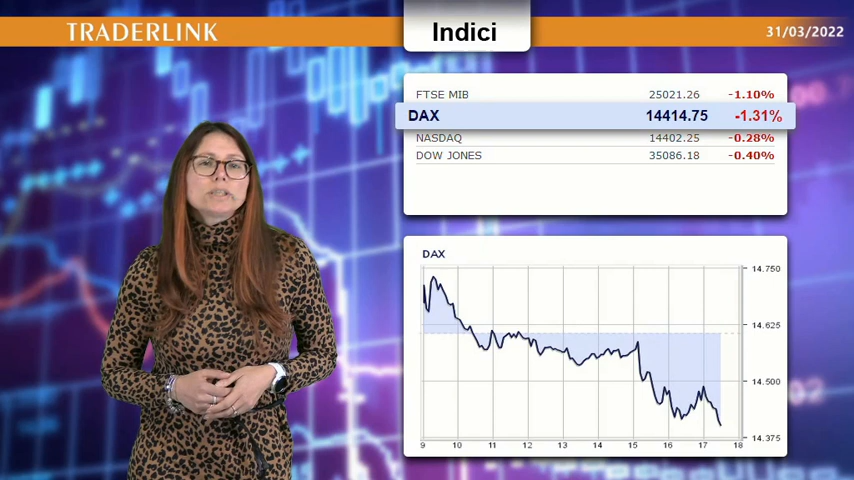 TRADERLINK
Indici
31/03/2022
FTSE MIB 25021.26 -1.10%
DAX 14414.75 -1.31%
NASDAQ 14402.25 -0.28%
DOW JONES 35086.18 -0.40%
DAX
14.750
14.625
14.500
14.375
9 10 11 12 13 14 15 16 17 18